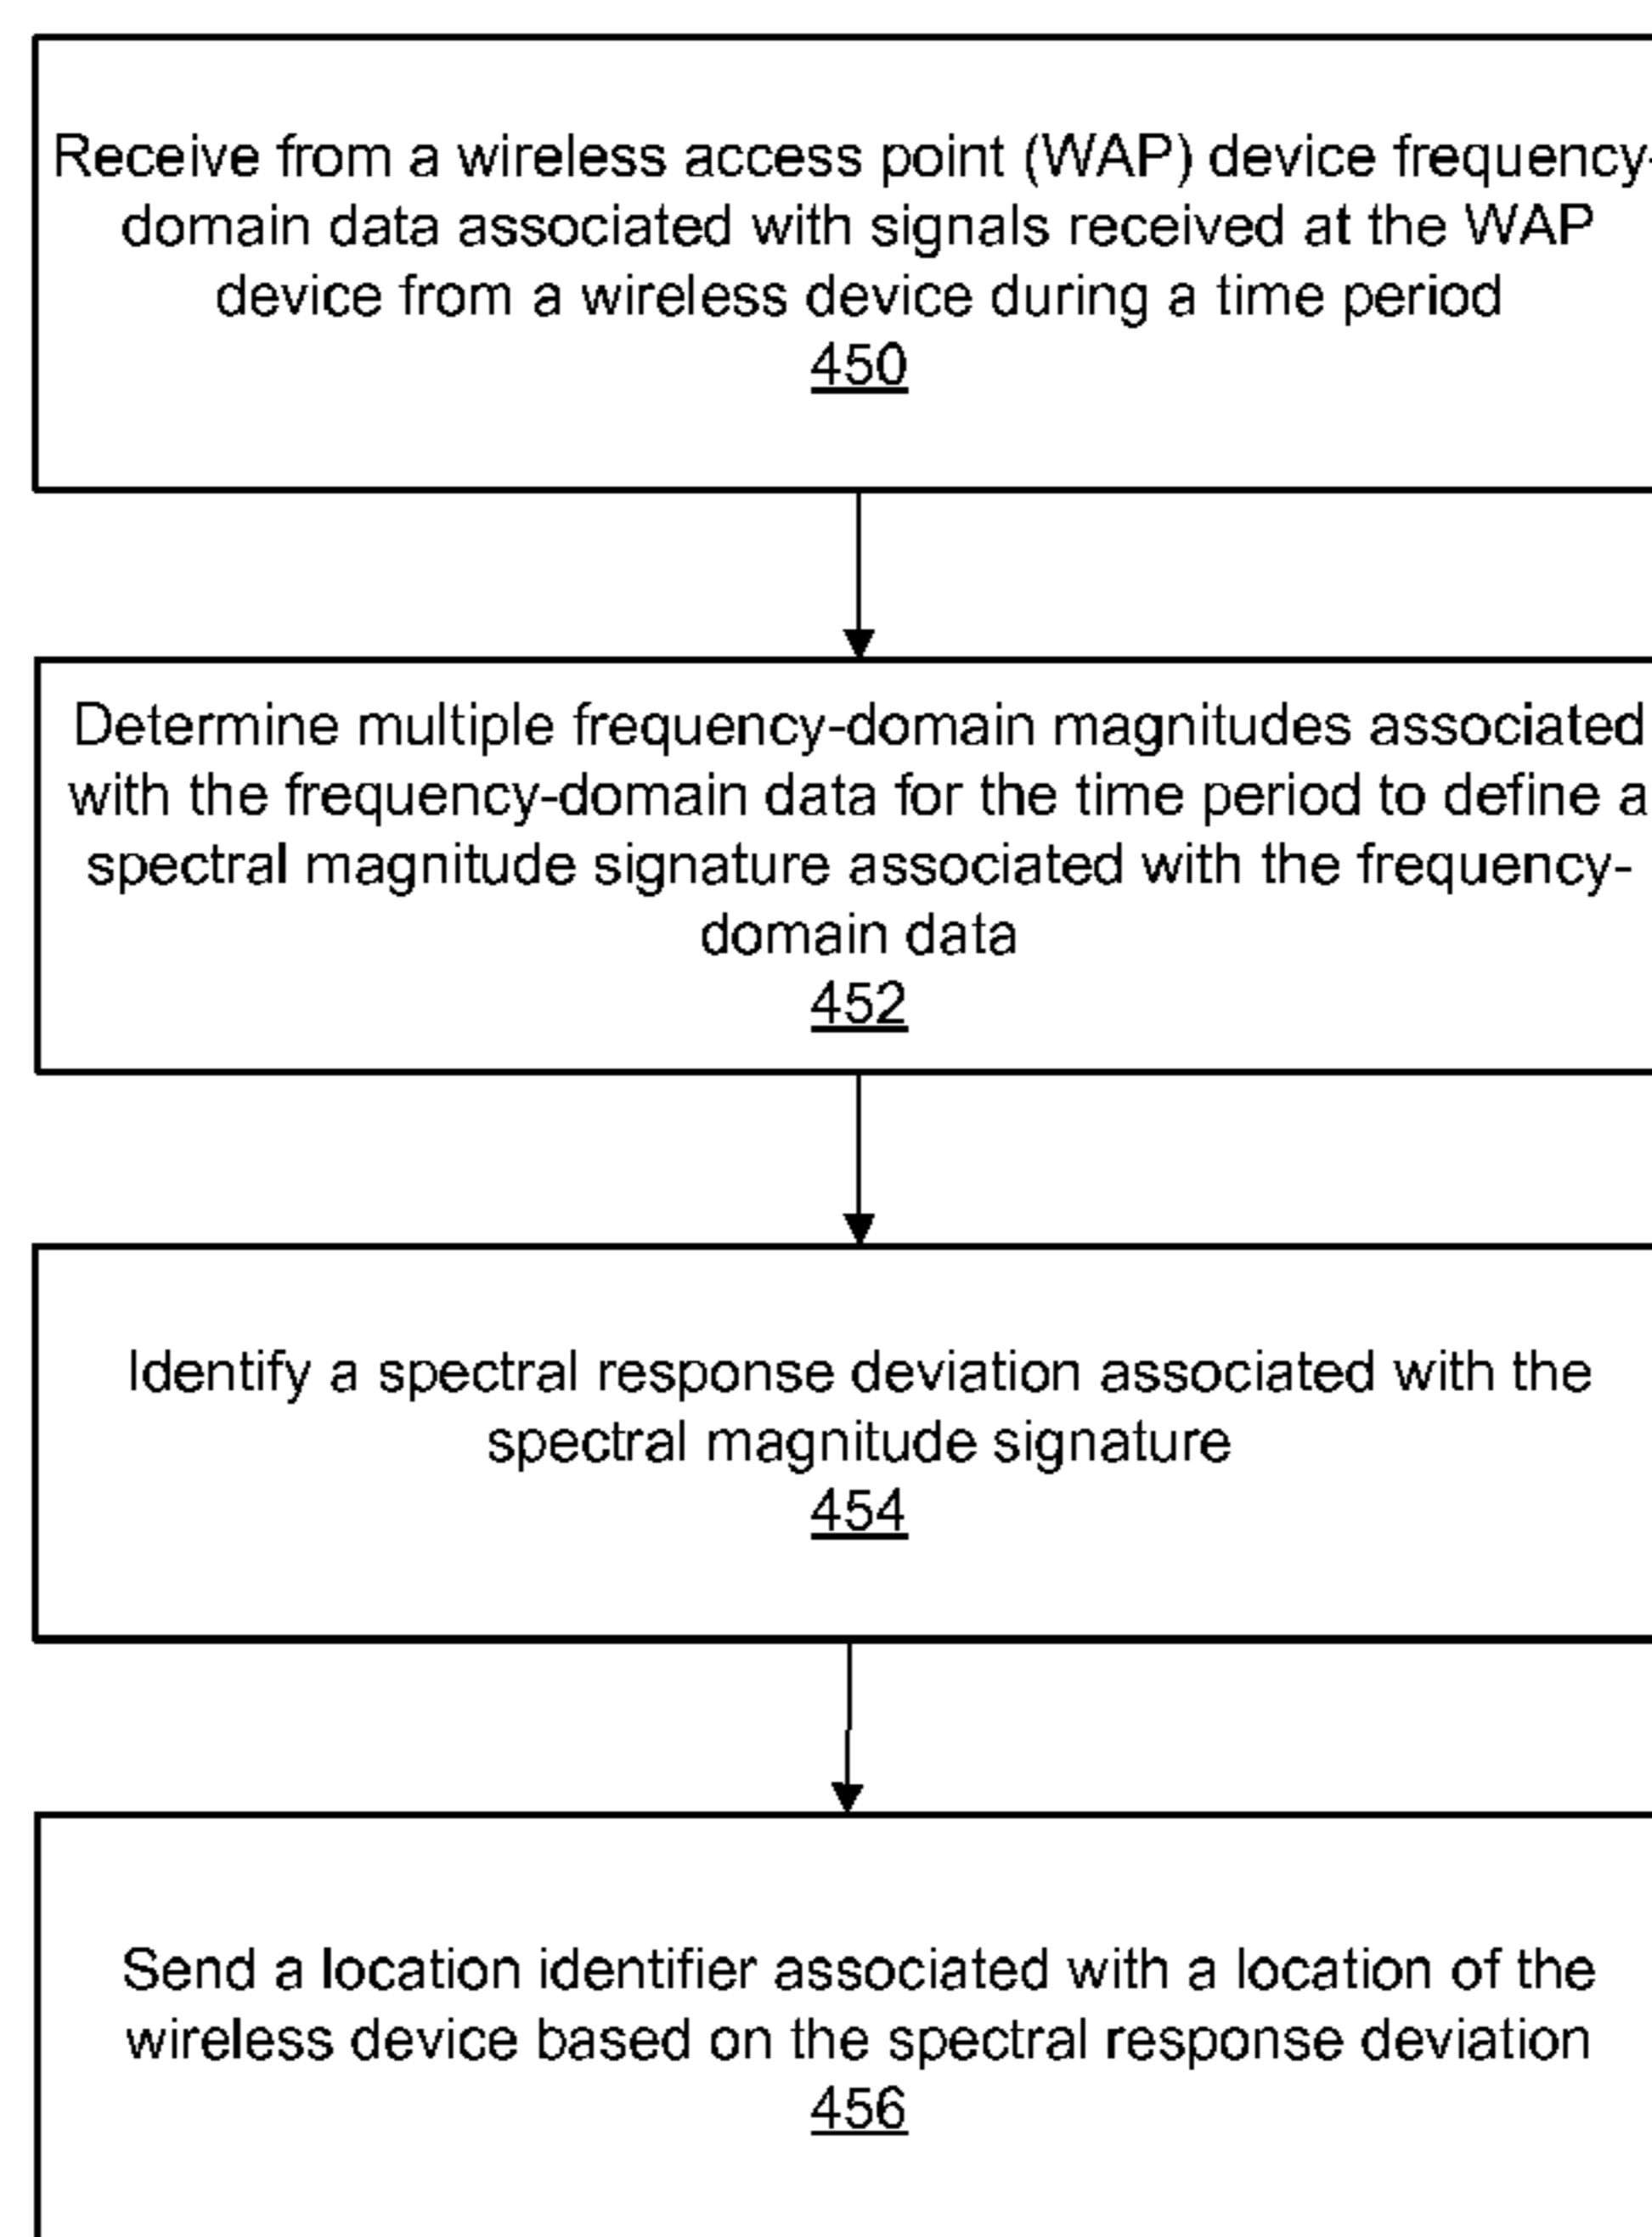 Receive from a wireless access point (WAP) device frequency-
domain data associated with signals received at the WAP
device from a wireless device during a time period
450
Determine multiple frequency-domain magnitudes associated
with the frequency-domain data for the time period to define a
spectral magnitude signature associated with the frequency-
domain data
452
Identify a spectral response deviation associated with the
spectral magnitude signature
454
Send a location identifier associated with a location of the
wireless device based on the spectral response deviation
456